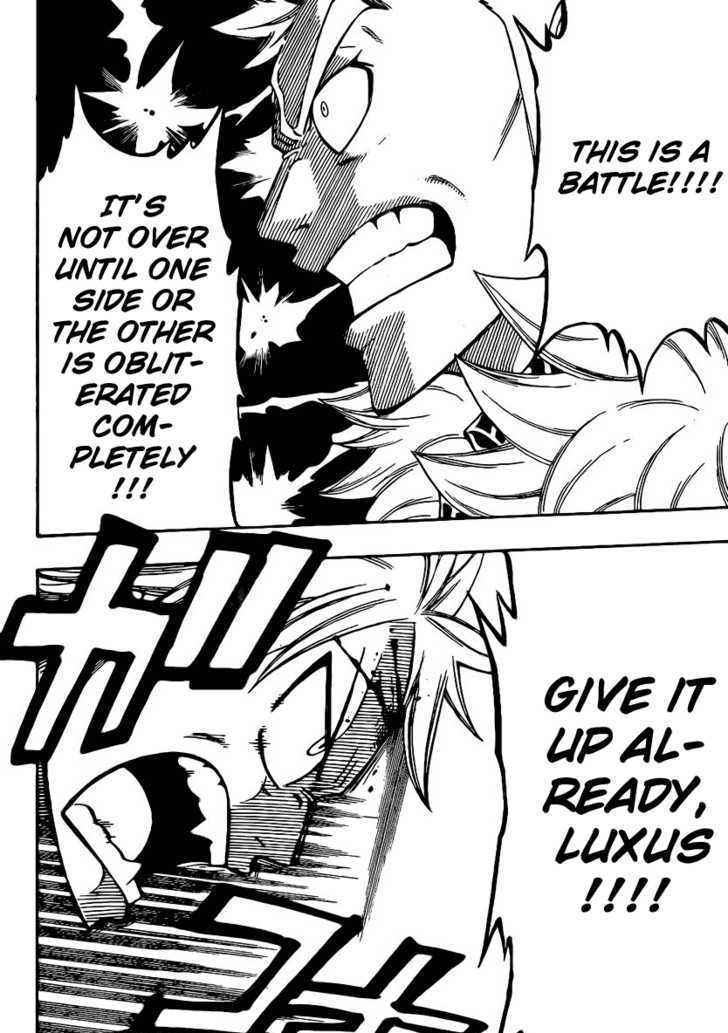 THIS IS A
BATTLE!!!!
IT'S
NOT OVER
UNTIL ONE
SIDE OR
THE OTHER
IS OBLIT-
ERATED
COM-
PLETELY
!!!
GIVE IT
UP AL-
READY,
LUXUS
!!!!
ガ